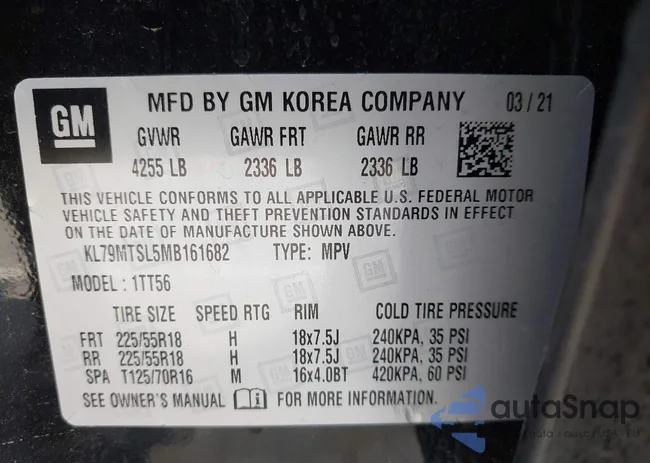 GM MFD BY GM KOREA COMPANY 03 / 21
GVWR GAWR FRT GAWR RR
4255 LB 2336 LB 2336 LB
THIS VEHICLE CONFORMS TO ALL APPLICABLE U.S. FEDERAL MOTOR
VEHICLE SAFETY AND THEFT PREVENTION STANDARDS IN EFFECT
ON THE DATE OF MANUFACTURE SHOWN ABOVE.
KL79MTSL5MB161682 TYPE: MPV
MODEL : 1TT56
TIRE SIZE SPEED RTG RIM COLD TIRE PRESSURE
FRT 225/55R18 H 18x7.5J 240KPA, 35 PSI
RR 225/55R18 H 18x7.5J 240KPA, 35 PSI
SPA T125/70R16 M 16x4.0BT 420KPA, 60 PSI
SEE OWNER'S MANUAL FOR MORE INFORMATION.
autoSnap